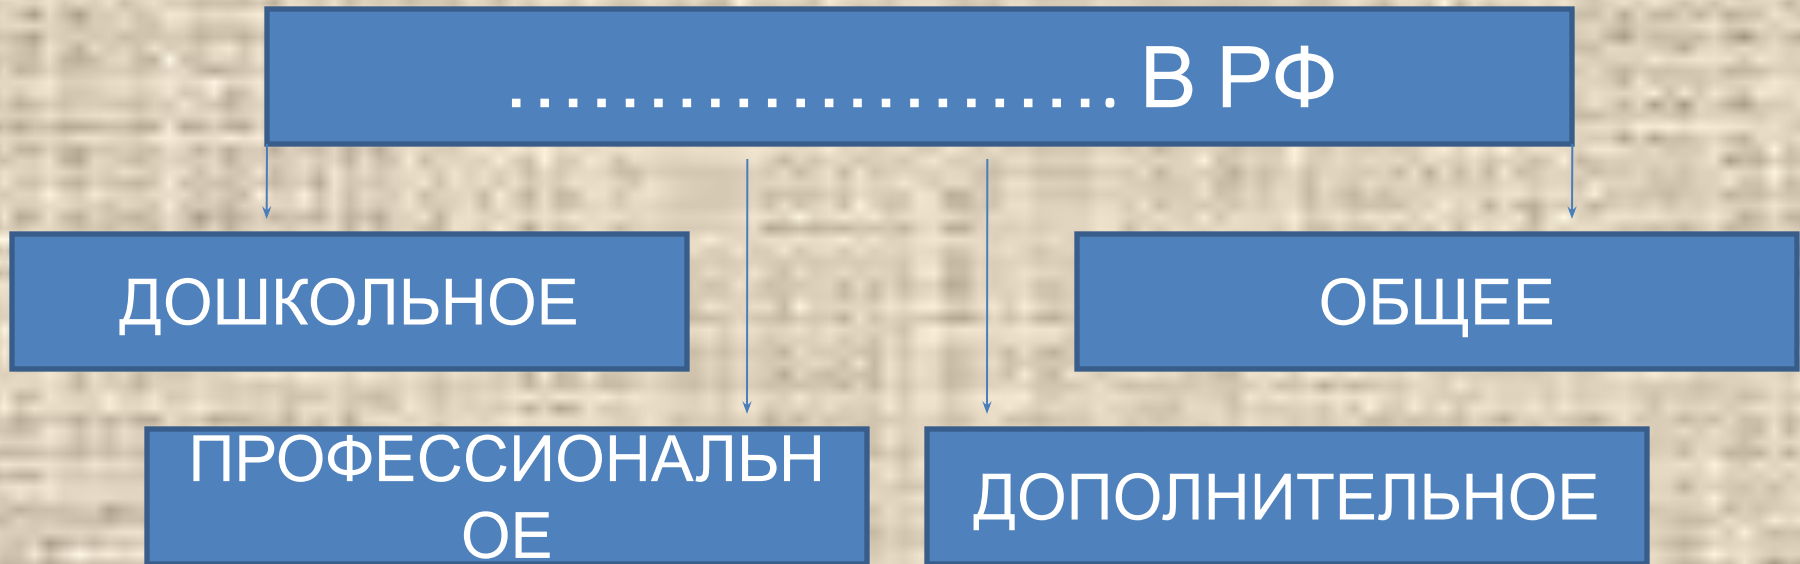 ...................... В РФ
ДОШКОЛЬНОЕ
ОБЩЕЕ
ПРОФЕССИОНАЛЬН
ОЕ
ДОПОЛНИТЕЛЬНОЕ